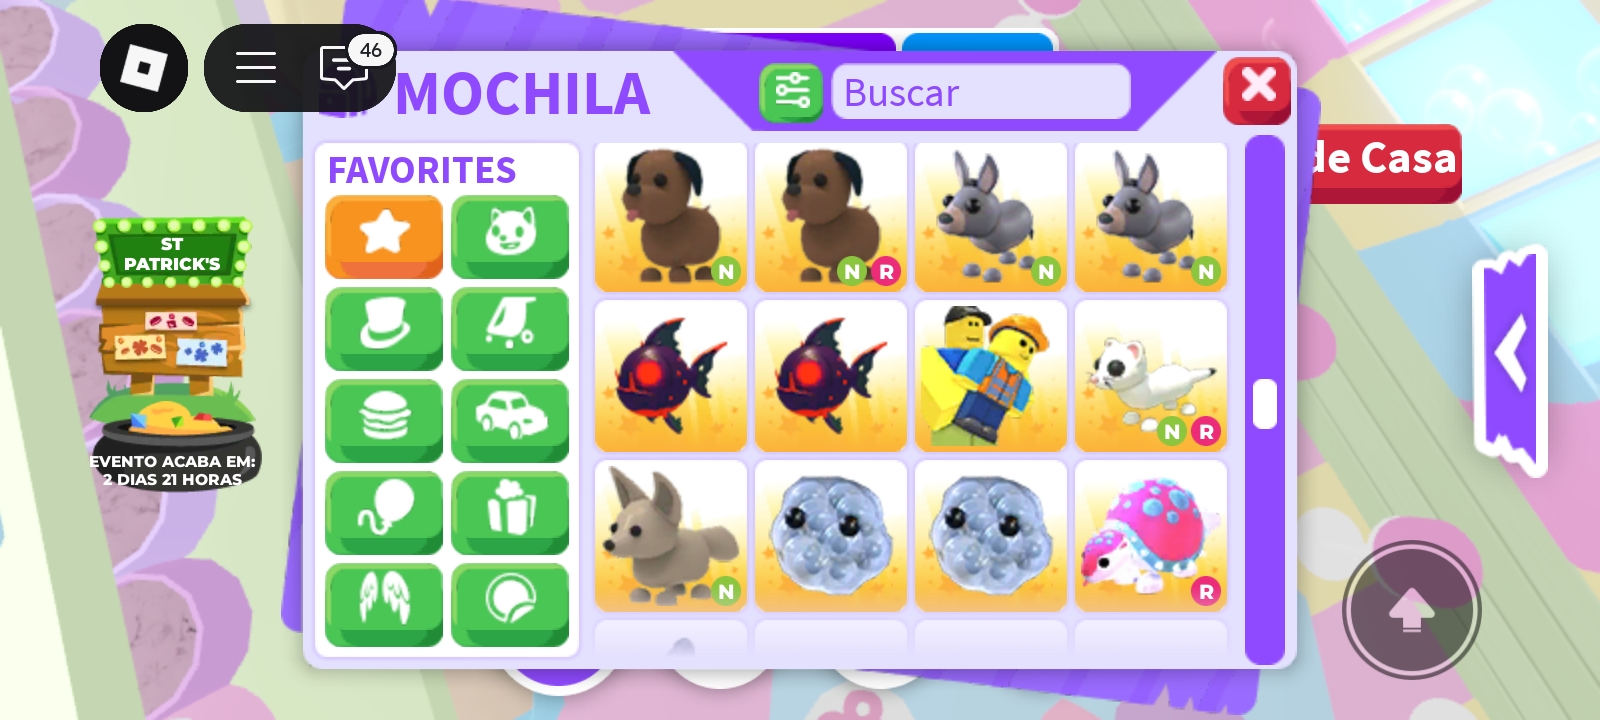 46
MOCHILA
Buscar
FAVORITES
de Casa
ST
PATRICK'S
EVENTO ACABA EM:
2 DIAS 21 HORAS
N
N R
N
N
N R
N
R